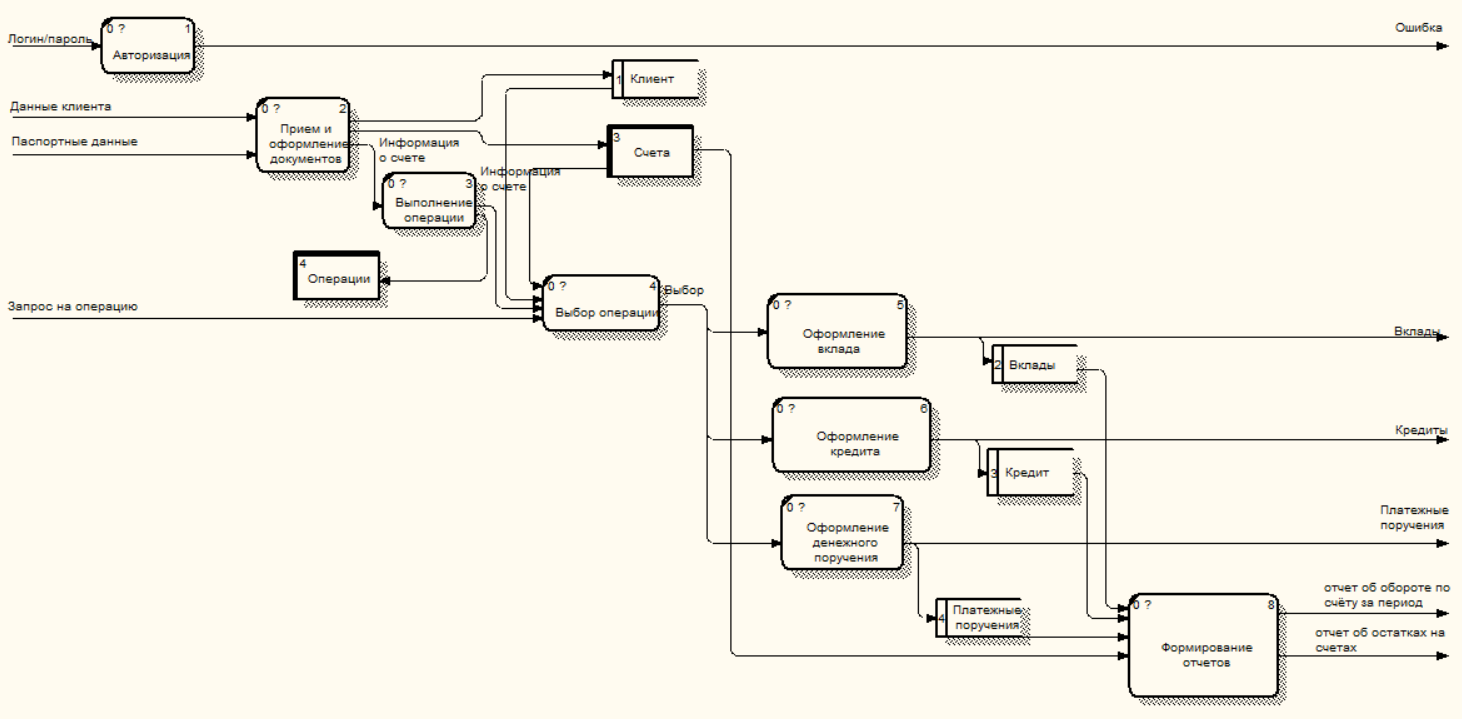 Логин/пароль
0 ? 1
Авторизация
Ошибка
Данные клиента
Паспортные данные
0 ? 2
Прием и
оформление
документов
1 Клиент
3
Счета
Информация
о счете
Информация
о счете
0 ? 3
Выполнение
операции
4
Операции
Запрос на операцию
0 ? 4
Выбор операции
Выбор
0 ? 5
Оформление
вклада
Вклады
2 Вклады
0 ? 6
Оформление
кредита
Кредиты
3 Кредит
0 ? 7
Оформление
денежного
поручения
Платежные
поручения
4 Платежные
поручения
0 ? 8
Формирование
отчетов
отчет об обороте по
счёту за период
отчет об остатках на
счетах